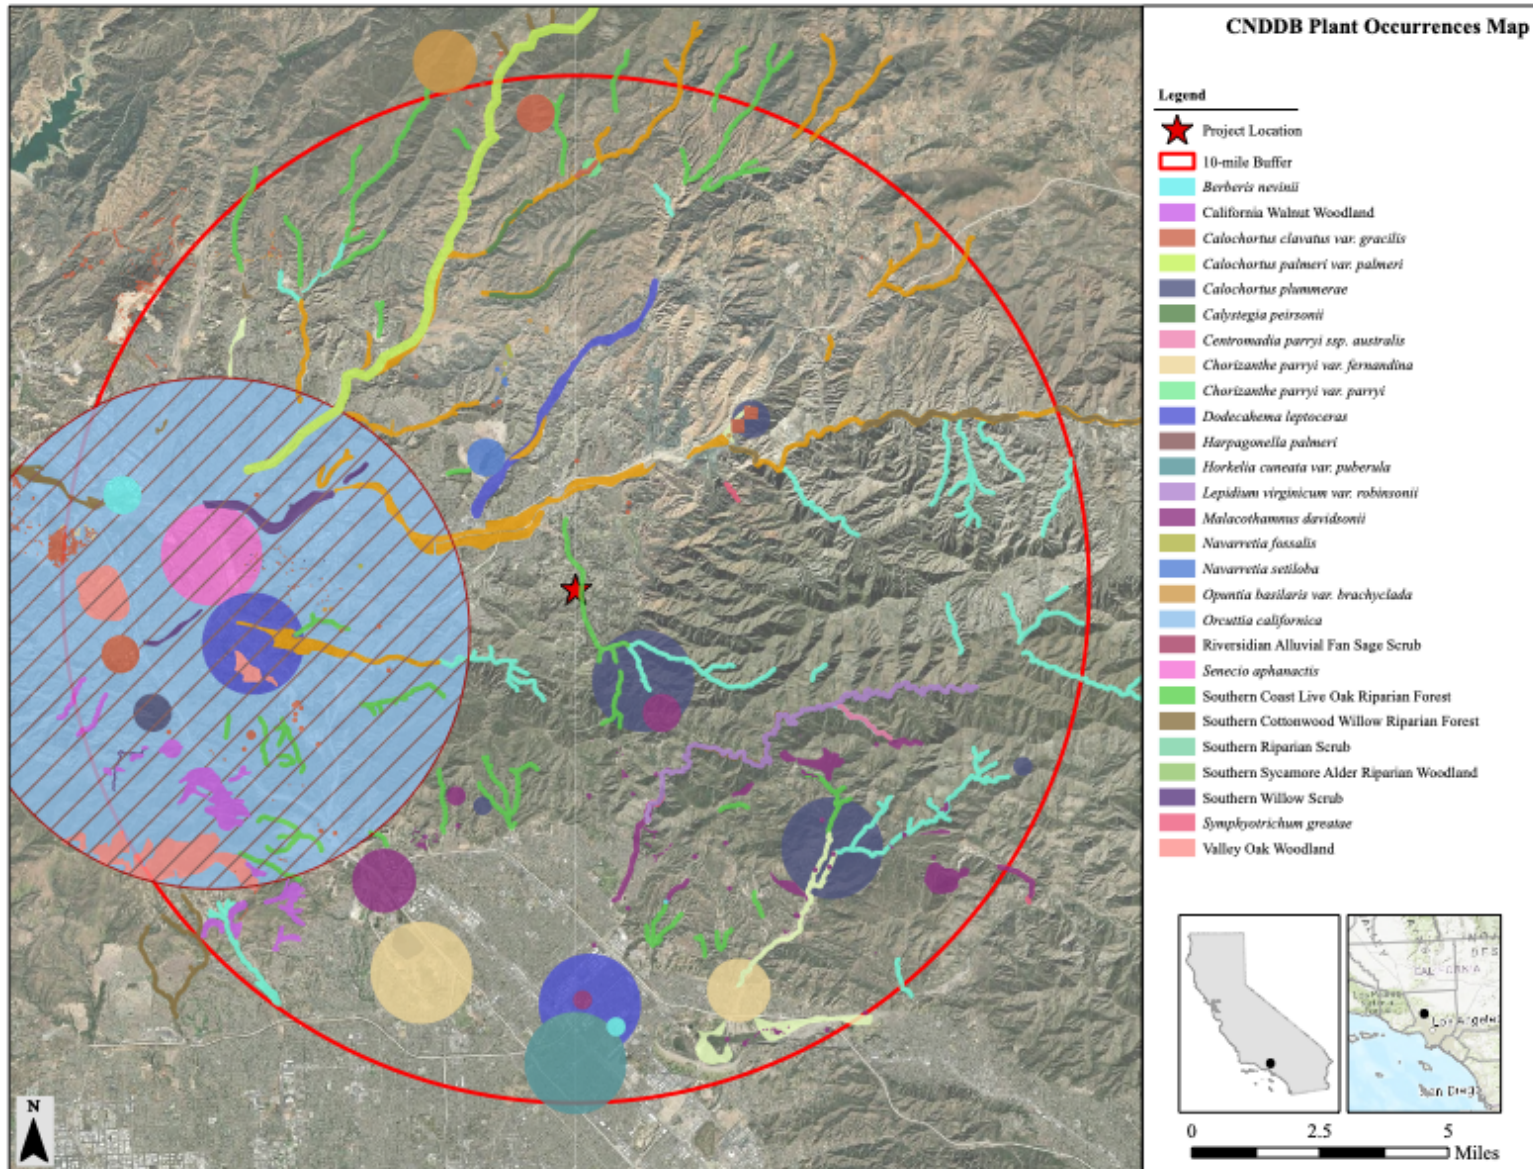 CNDDB Plant Occurrences Map
Legend
Project Location
10-mile Buffer
Berberis nevinii
California Walnut Woodland
Calochortus clavatus var. gracilis
Calochortus palmeri var. palmeri
Calochortus plummerae
Calystegia peirsonii
Centromadia parryi ssp. australis
Chorizanthe parryi var. fernandina
Chorizanthe parryi var. parryi
Dodecahema leptoceras
Harpagonella palmeri
Horkelia cuneata var. puberula
Lepidium virginicum var. robinsonii
Malacothamnus davidsonii
Navarretia fossalis
Navarretia setiloba
Opuntia basilaris var. brachyclada
Orcuttia californica
Riversidian Alluvial Fan Sage Scrub
Senecio aphanactis
Southern Coast Live Oak Riparian Forest
Southern Cottonwood Willow Riparian Forest
Southern Riparian Scrub
Southern Sycamore Alder Riparian Woodland
Southern Willow Scrub
Symphyotrichum greatae
Valley Oak Woodland
CALIFORNIA
Los Angeles
San Diego
N
0 2.5 5
Miles